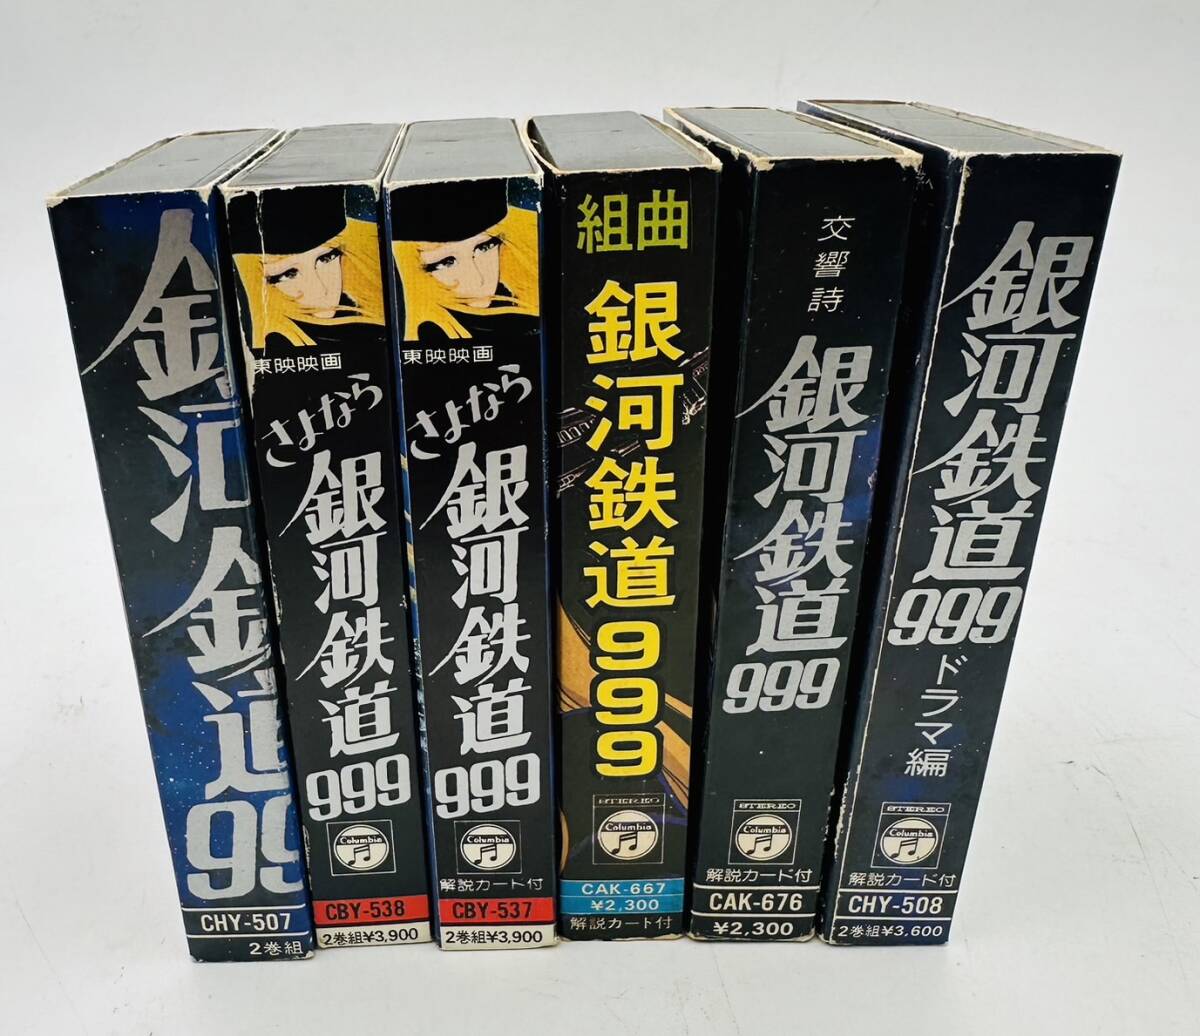 銀河鉄道
99
CHY-507
2巻組
東映映画
さよなら
銀河鉄道
999
Columbia
CBY-538
2巻組¥3,900
東映映画
さよなら
銀河鉄道
999
Columbia
解説カード付
CBY-537
2巻組¥3,900
組曲
銀河鉄道999
STEREO
Columbia
CAK-667
¥2,300
解説カード付
交響詩
銀河鉄道
999
STEREO
Columbia
解説カード付
CAK-676
¥2,300
銀河鉄道
999
ドラマ編
STEREO
Columbia
解説カード付
CHY-508
2巻組¥3,600